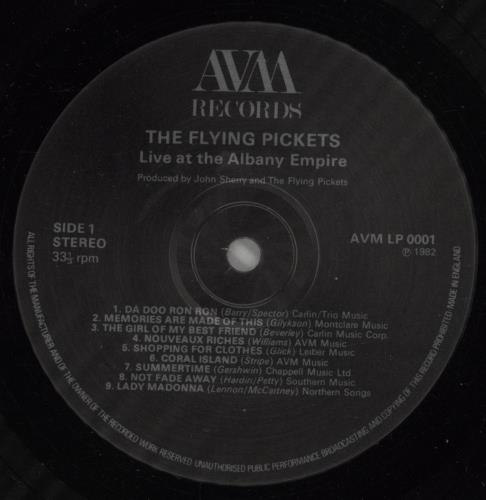 AVM
RECORDS
THE FLYING PICKETS
Live at the Albany Empire
Produced by John Sherry and The Flying Pickets
SIDE 1
STEREO
33⅓ rpm
AVM LP 0001
℗ 1982
1. DA DOO RON RON (Barry/Spector) Carlin/Trio Music
2. MEMORIES ARE MADE OF THIS (Gilykson) Montclare Music
3. THE GIRL OF MY BEST FRIEND (Beverley) Carlin Music Corp.
4. NOUVEAUX RICHES (Williams) AVM Music
5. SHOPPING FOR CLOTHES (Glick) Leiber Music
6. CORAL ISLAND (Stripe) AVM Music
7. SUMMERTIME (Gershwin) Chappell Music Ltd
8. NOT FADE AWAY (Hardin/Petty) Southern Music
9. LADY MADONNA (Lennon/McCartney) Northern Songs
ALL RIGHTS OF THE MANUFACTURER AND OF THE OWNER OF THE RECORDED WORK RESERVED. UNAUTHORISED PUBLIC PERFORMANCE BROADCASTING AND COPYING OF THIS RECORD PROHIBITED MADE IN ENGLAND